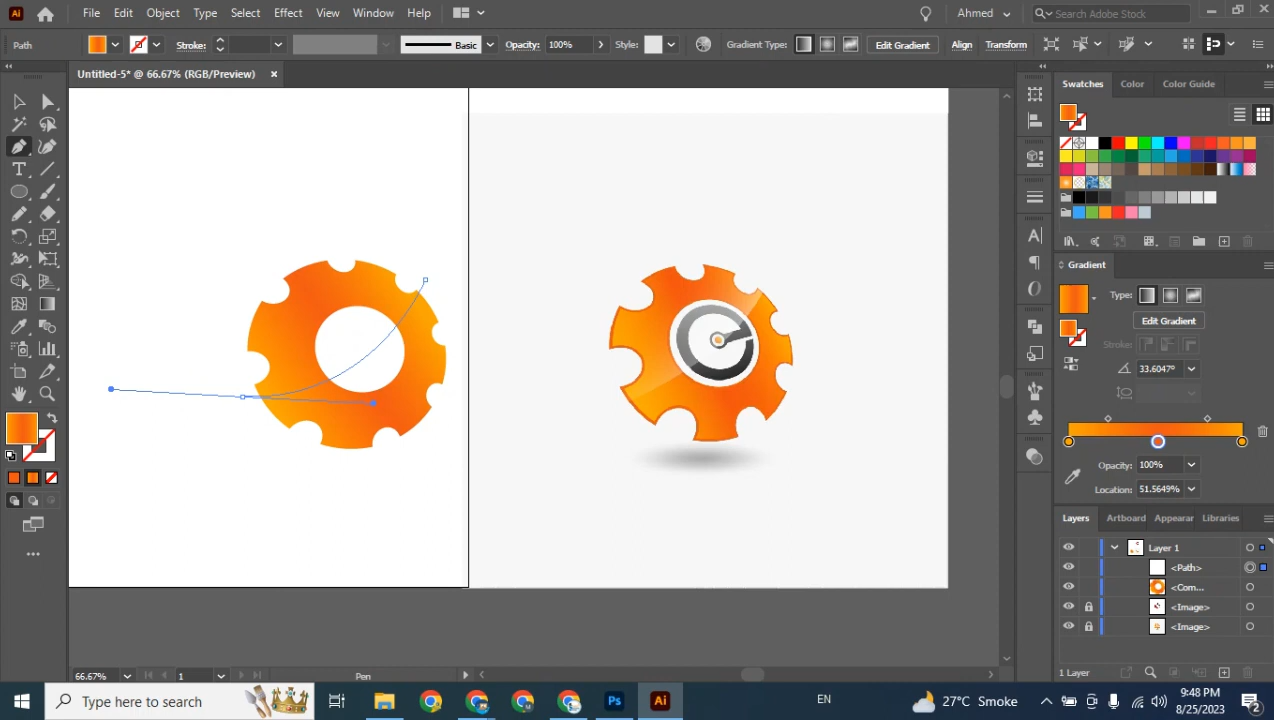 Ai File Edit Object Type Select Effect View Window Help Ahmed Search Adobe Stock
Path Stroke: Basic Opacity: 100% Style: Gradient Type: Edit Gradient Align Transform
Untitled-5* @ 66.67% (RGB/Preview)
Swatches Color Color Guide
Gradient
Type:
Edit Gradient
Stroke:
33.6047°
Opacity: 100%
Location: 51.5649%
Layers Artboard Appearar Libraries
Layer 1
<Path>
<Com...
<Image>
<Image>
1 Layer
66.67% 1 Pen
Type here to search Ps Ai EN 27°C Smoke 9:48 PM
8/25/2023
2